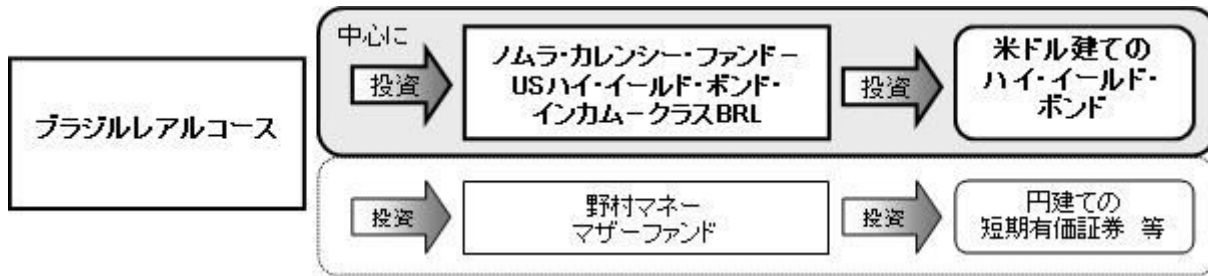 ブラジルレアルコース
中心に
投資
ノムラ・カレンシー・ファンド－
USハイ・イールド・ボンド・
インカム－クラスBRL
投資
米ドル建ての
ハイ・イールド・
ボンド
投資
野村マネー
マザーファンド
投資
円建ての
短期有価証券 等